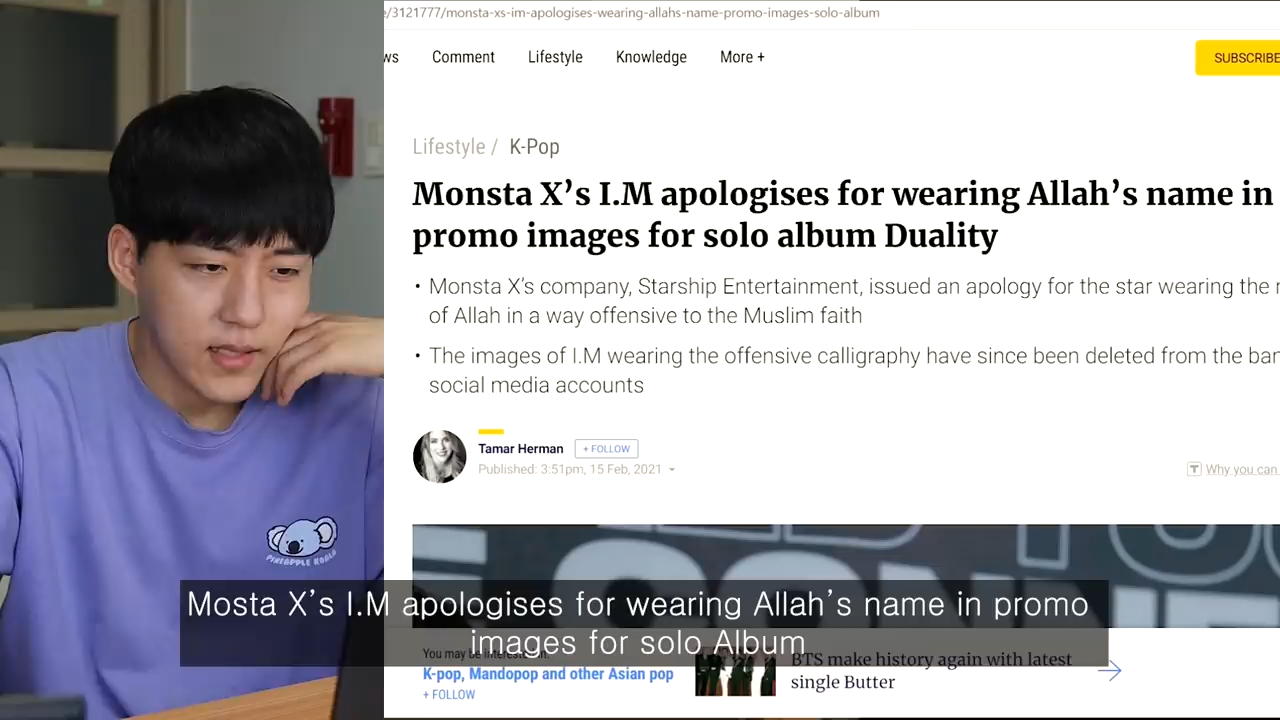 /3121777/monsta-xs-im-apologises-wearing-allahs-name-promo-images-solo-album
ws Comment Lifestyle Knowledge More +
SUBSCRIBE
Lifestyle / K-Pop
Monsta X’s I.M apologises for wearing Allah’s name in
promo images for solo album Duality
• Monsta X’s company, Starship Entertainment, issued an apology for the star wearing the
of Allah in a way offensive to the Muslim faith
• The images of I.M wearing the offensive calligraphy have since been deleted from the
social media accounts
Tamar Herman + FOLLOW
Published: 3:51pm, 15 Feb, 2021
T Why you can
PINEAPPLE KOALA
Mosta X’s I.M apologises for wearing Allah’s name in promo
images for solo Album
You may be interested in:
K-pop, Mandopop and other Asian pop
+ FOLLOW
BTS make history again with latest
single Butter